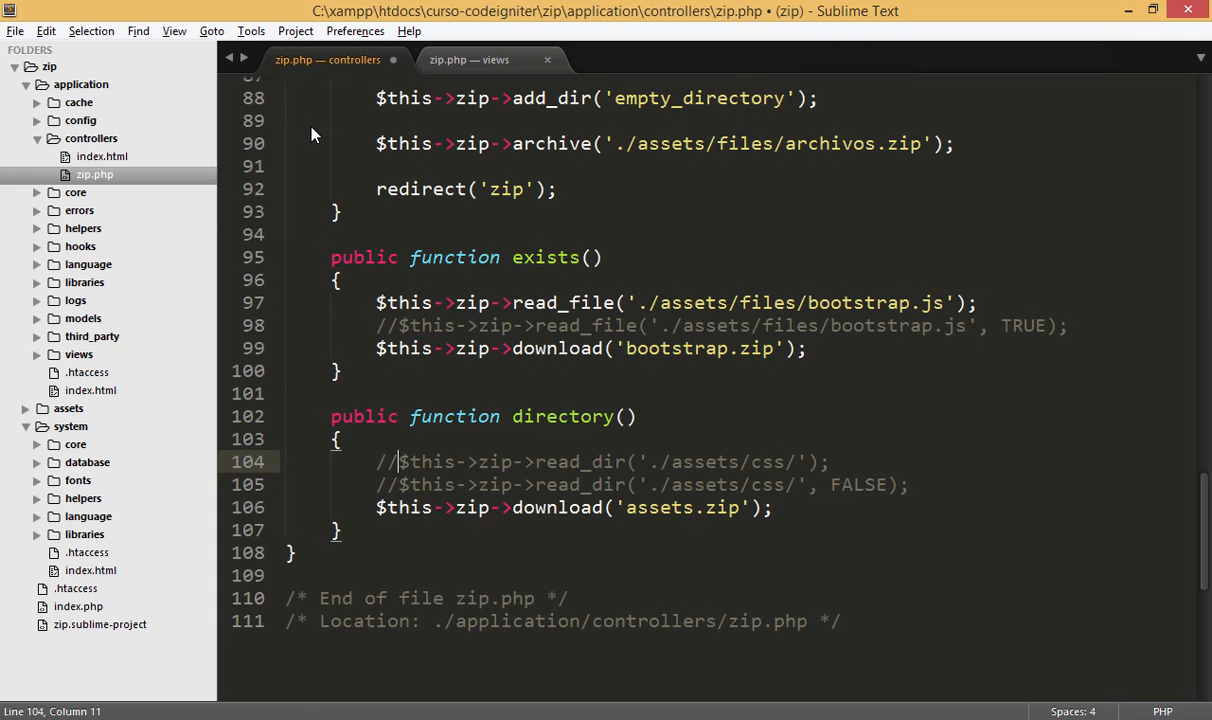 C:\xampp\htdocs\curso-codeigniter\zip\application\controllers\zip.php • (zip) - Sublime Text
File Edit Selection Find View Goto Tools Project Preferences Help
FOLDERS
zip
application
cache
config
controllers
index.html
zip.php
core
errors
helpers
hooks
language
libraries
logs
models
third_party
views
.htaccess
index.html
assets
system
core
database
fonts
helpers
language
libraries
.htaccess
index.html
.htaccess
index.php
zip.sublime-project
zip.php — controllers
zip.php — views
87
88 $this->zip->add_dir('empty_directory');
89
90 $this->zip->archive('./assets/files/archivos.zip');
91
92 redirect('zip');
93 }
94
95 public function exists()
96 {
97 $this->zip->read_file('./assets/files/bootstrap.js');
98 //$this->zip->read_file('./assets/files/bootstrap.js', TRUE);
99 $this->zip->download('bootstrap.zip');
100 }
101
102 public function directory()
103 {
104 //$this->zip->read_dir('./assets/css/');
105 //$this->zip->read_dir('./assets/css/', FALSE);
106 $this->zip->download('assets.zip');
107 }
108 }
109
110 /* End of file zip.php */
111 /* Location: ./application/controllers/zip.php */
Line 104, Column 11
Spaces: 4
PHP